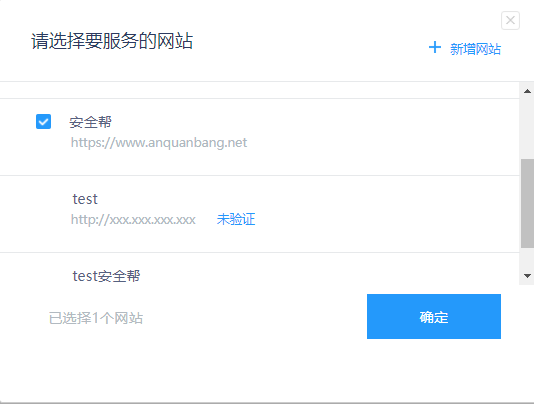 请选择要服务的网站
+ 新增网站
安全帮
https://www.anquanbang.net
test
http://xxx.xxx.xxx.xxx 未验证
test安全帮
已选择1个网站
确定